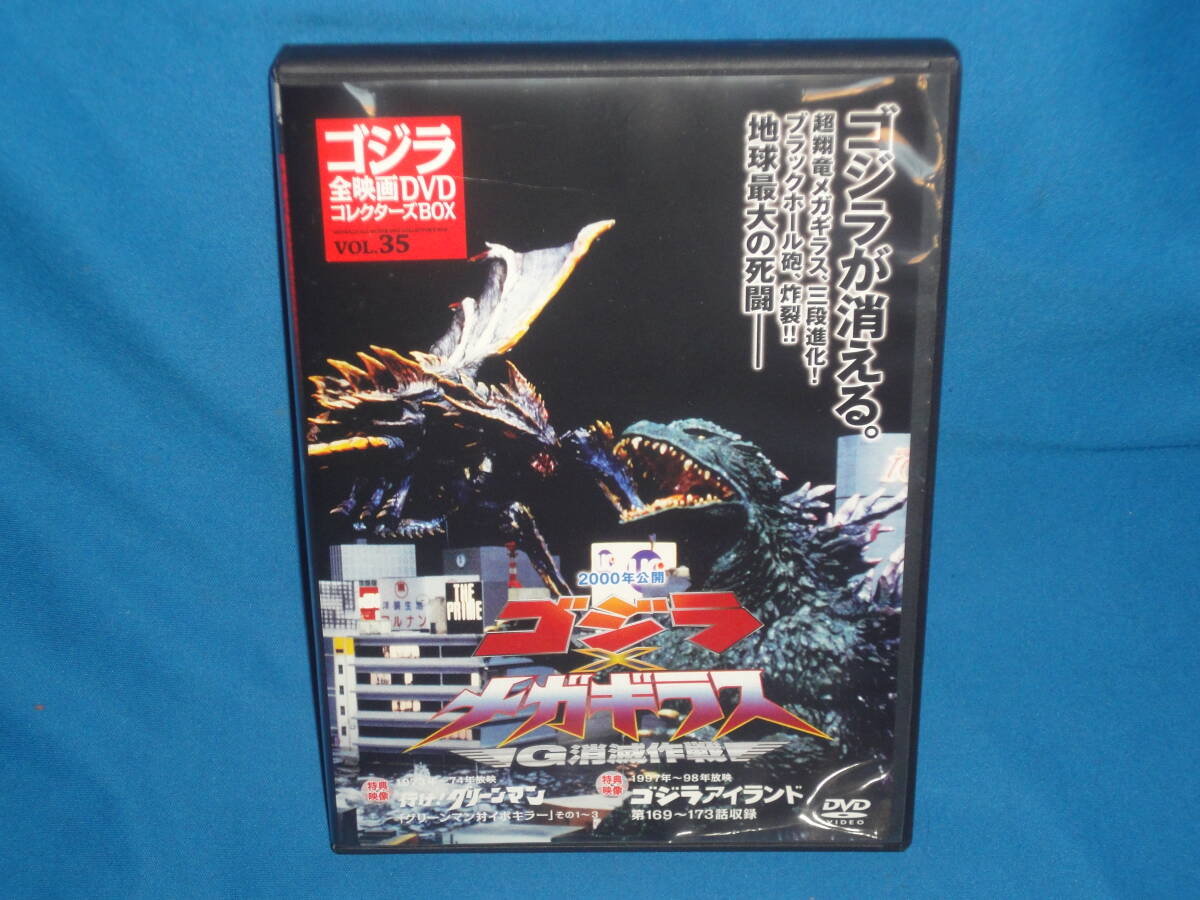 ゴジラ
全映画DVD
コレクターズBOX
VOL.35
ゴジラが消える。
超翔竜メガギラス、三段進化!
ブラックホール砲、炸裂!!
地球最大の死闘──
THE
PRIME
2000年公開
ゴジラ
×
メガギラス
G消滅作戦
特典映像
74年放映
行け!グリーンマン
「グリーンマン対イボキラー」その1〜3
特典映像
1997年〜98年放映
ゴジラアイランド
第169〜173話収録
DVD
VIDEO